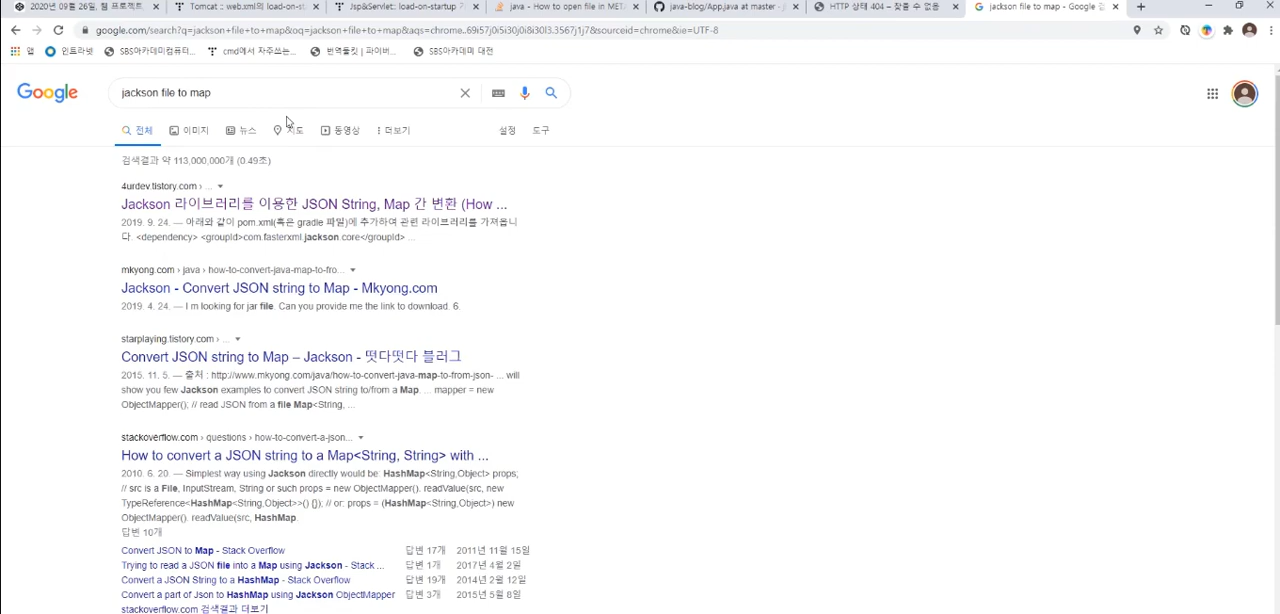 2020년 09월 26일, 팀 프로젝트
Tomcat :: web.xml의 load-on-st
Jsp&Servlet:: load-on-startup
java - How to open file in META
java-blog/App.java at master
HTTP 상태 404 – 찾을 수 없음
jackson file to map - Google
google.com/search?q=jackson+file+to+map&oq=jackson+file+to+map&aqs=chrome..69i57j0i5i30j0i8i30l3.3567j1j7&sourceid=chrome&ie=UTF-8
앱 인트라넷 SBS아카데미컴퓨터... cmd에서 자주쓰는... 번역툴킷 | 파이버... SBS아카데미 대전
Google
jackson file to map
전체 이미지 뉴스 지도 동영상 더보기 설정 도구
검색결과 약 113,000,000개 (0.49초)
4urdev.tistory.com › ...
Jackson 라이브러리를 이용한 JSON String, Map 간 변환 (How ...
2019. 9. 24. — 아래와 같이 pom.xml(혹은 gradle 파일)에 추가하여 관련 라이브러리를 가져옵니
다. <dependency> <groupId>com.fasterxml.jackson.core</groupId> ...
mkyong.com › java › how-to-convert-java-map-to-fro...
Jackson - Convert JSON string to Map - Mkyong.com
2019. 4. 24. — I m looking for jar file. Can you provide me the link to download. 6.
starplaying.tistory.com › ...
Convert JSON string to Map – Jackson - 떳다떳다 블러그
2015. 11. 5. — 출처 : http://www.mkyong.com/java/how-to-convert-java-map-to-from-json- ... will
show you few Jackson examples to convert JSON string to/from a Map. ... mapper = new
ObjectMapper(); // read JSON from a file Map<String, ...
stackoverflow.com › questions › how-to-convert-a-json...
How to convert a JSON string to a Map<String, String> with ...
2010. 6. 20. — Simplest way using Jackson directly would be: HashMap<String,Object> props;
// src is a File, InputStream, String or such props = new ObjectMapper(). readValue(src, new
TypeReference<HashMap<String,Object>>() {}); // or: props = (HashMap<String,Object>) new
ObjectMapper(). readValue(src, HashMap.
답변 10개
Convert JSON to Map - Stack Overflow 답변 17개 2011년 11월 15일
Trying to read a JSON file into a Map using Jackson - Stack ... 답변 1개 2017년 4월 2일
Convert a JSON String to a HashMap - Stack Overflow 답변 19개 2014년 2월 12일
Convert a part of Json to HashMap using Jackson ObjectMapper 답변 3개 2015년 5월 8일
stackoverflow.com 검색결과 더보기